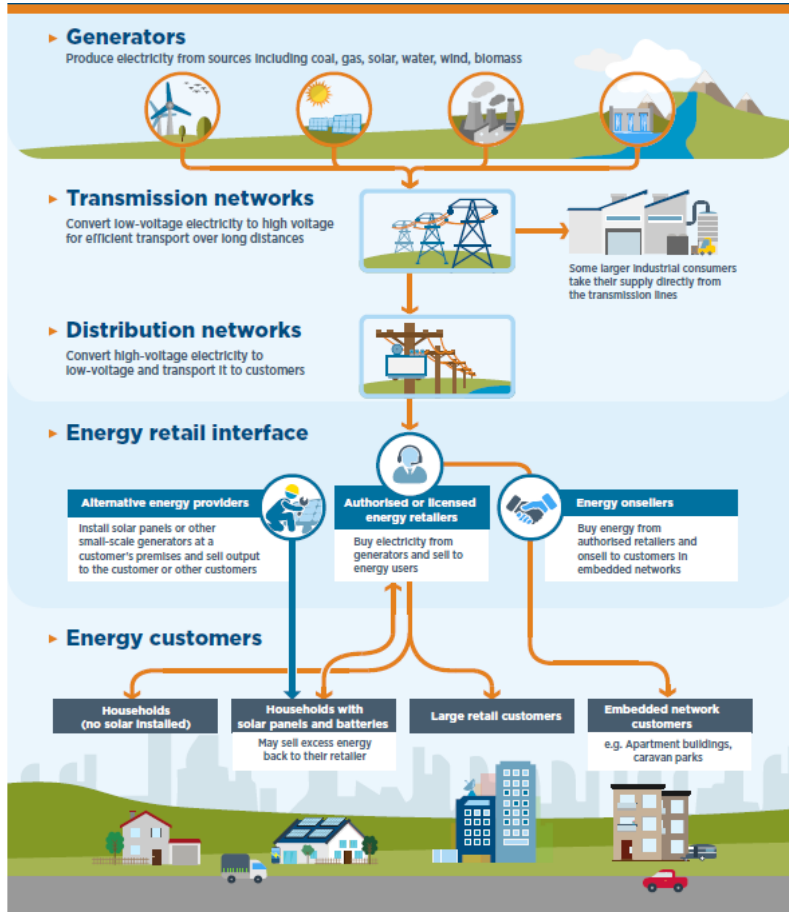 Generators
Produce electricity from sources including coal, gas, solar, water, wind, biomass
Transmission networks
Convert low-voltage electricity to high voltage
for efficient transport over long distances
Some larger industrial consumers
take their supply directly from
the transmission lines
Distribution networks
Convert high-voltage electricity to
low-voltage and transport it to customers
Energy retail interface
Alternative energy providers
Install solar panels or other
small-scale generators at a
customer's premises and sell output
to the customer or other customers
Authorised or licensed
energy retailers
Buy electricity from
generators and sell to
energy users
Energy onsellers
Buy energy from
authorised retailers and
onsell to customers in
embedded networks
Energy customers
Households
(no solar installed)
Households with
solar panels and batteries
May sell excess energy
back to their retailer
Large retail customers
Embedded network
customers
e.g. Apartment buildings,
caravan parks